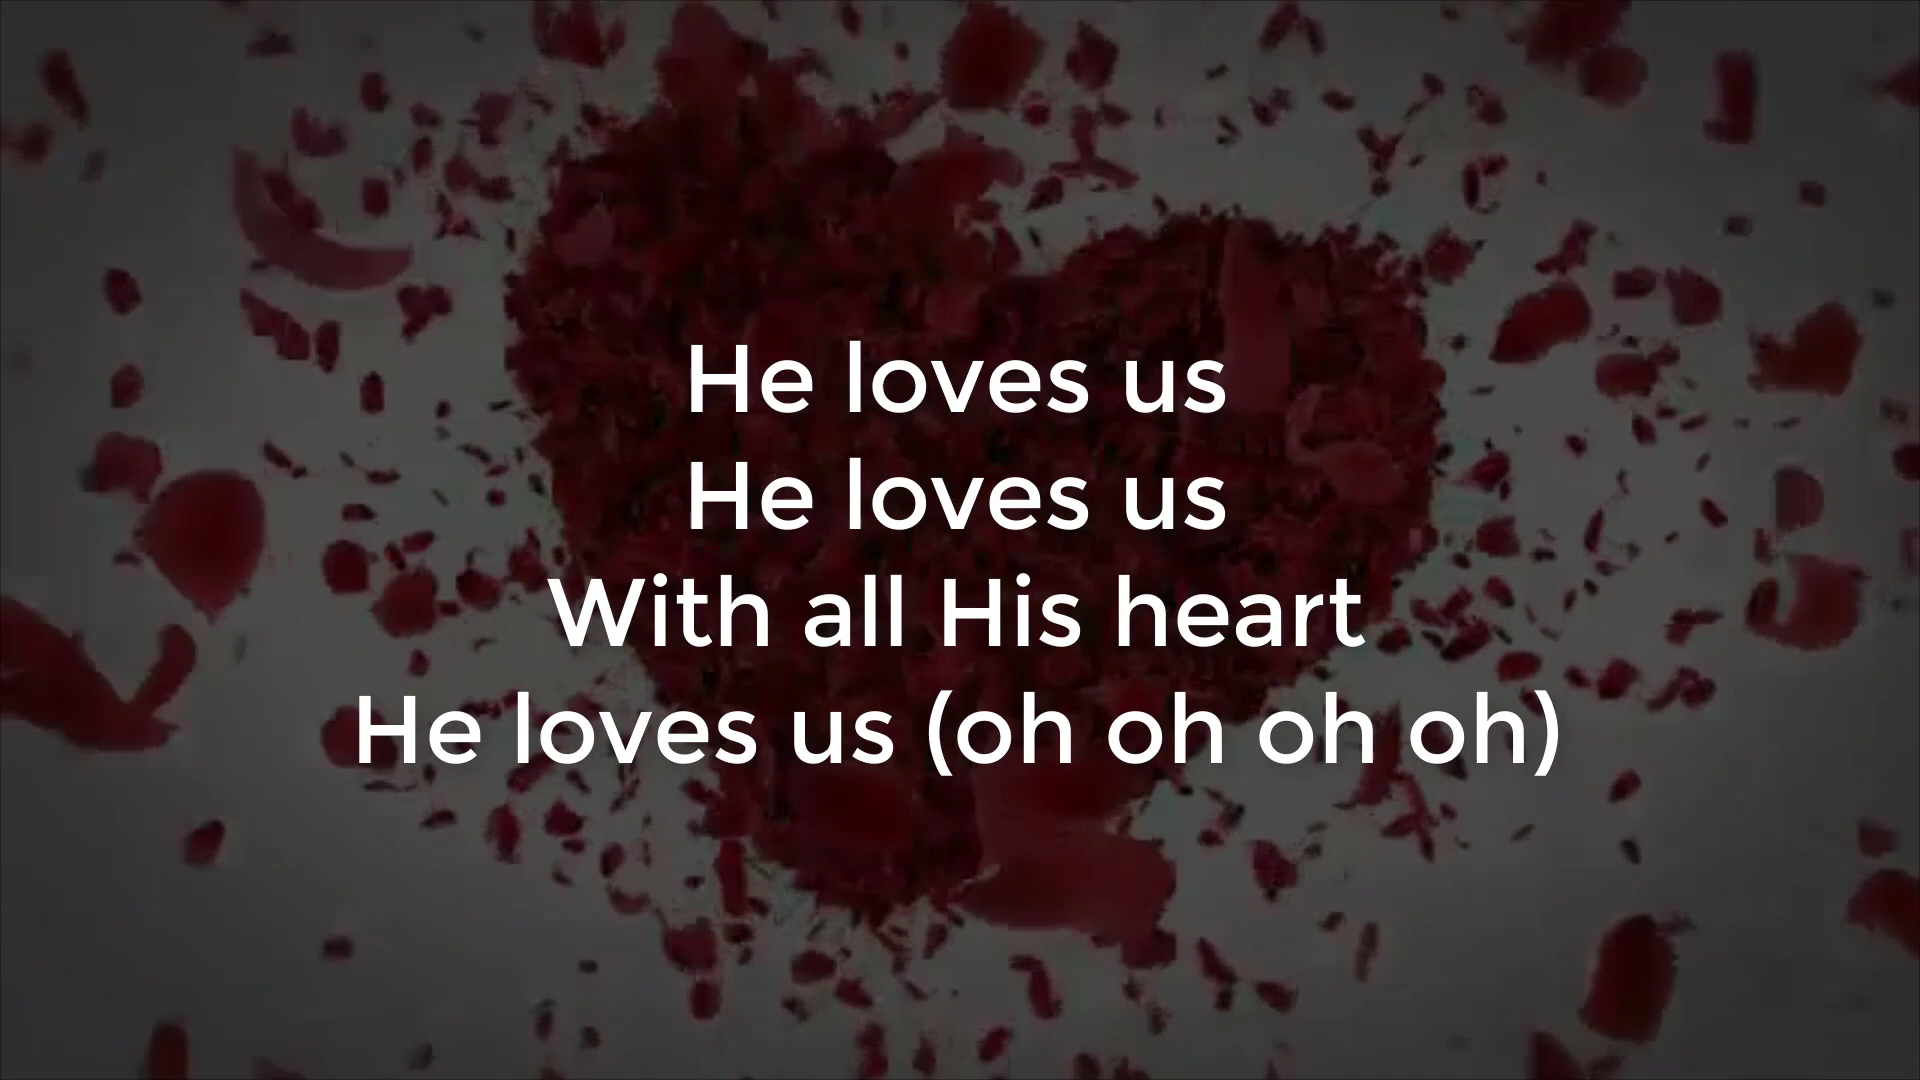 He loves us
He loves us
With all His heart
He loves us (oh oh oh oh)